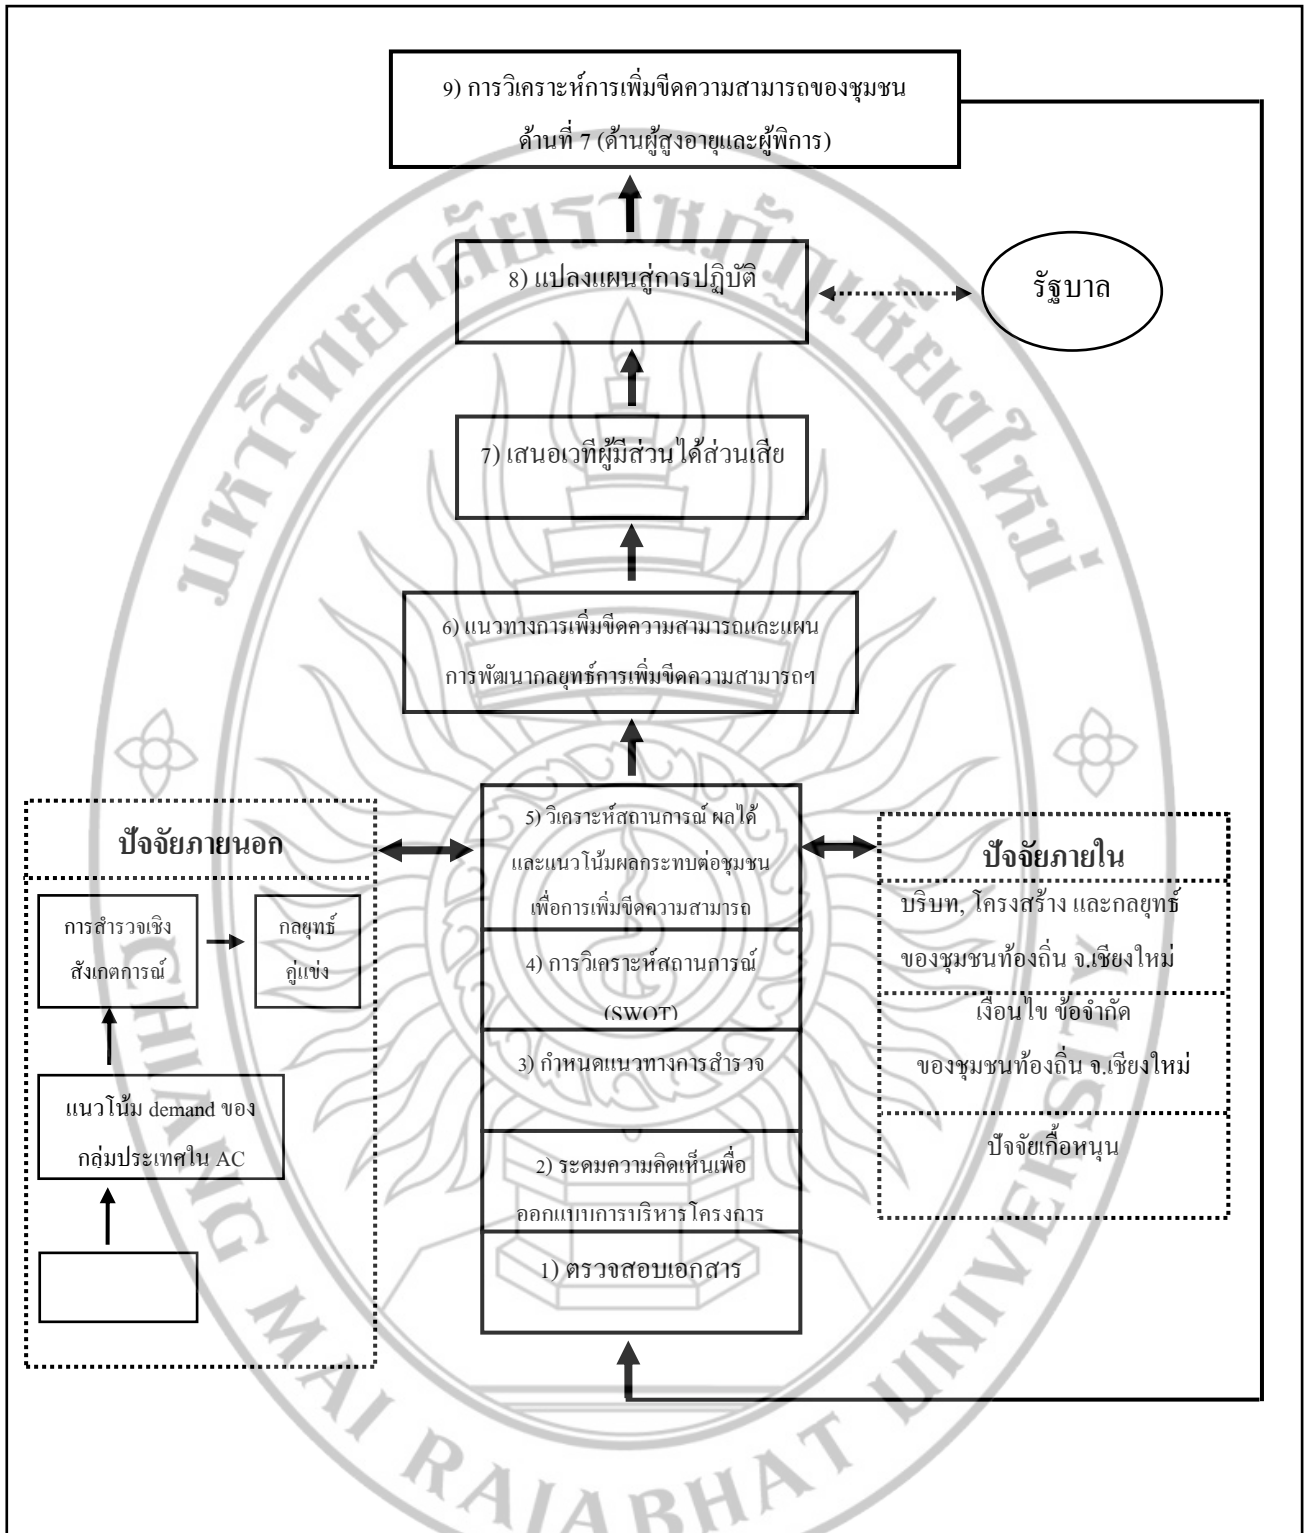 9) การวิเคราะห์การเพิ่มขีดความสามารถของชุมชน
ด้านที่ 7 (ด้านผู้สูงอายุและผู้พิการ)
8) แปลงแผนสู่การปฏิบัติ
รัฐบาล
7) เสนอเวทีผู้มีส่วนได้ส่วนเสีย
6) แนวทางการเพิ่มขีดความสามารถและแผน
การพัฒนากลยุทธ์การเพิ่มขีดความสามารถฯ
5) วิเคราะห์สถานการณ์ ผลได้
และแนวโน้มผลกระทบต่อชุมชน
เพื่อการเพิ่มขีดความสามารถ
4) การวิเคราะห์สถานการณ์
(SWOT)
3) กำหนดแนวทางการสำรวจ
2) ระดมความคิดเห็นเพื่อ
ออกแบบการบริหารโครงการ
1) ตรวจสอบเอกสาร
ปัจจัยภายนอก
การสำรวจเชิง
สังเกตการณ์
กลยุทธ์
คู่แข่ง
แนวโน้ม demand ของ
กลุ่มประเทศใน AC
ปัจจัยภายใน
บริบท, โครงสร้าง และกลยุทธ์
ของชุมชนท้องถิ่น จ.เชียงใหม่
เงื่อนไข ข้อจำกัด
ของชุมชนท้องถิ่น จ.เชียงใหม่
ปัจจัยเกื้อหนุน
มหาวิทยาลัยราชภัฏเชียงใหม่
CHIANG MAI RAJABHAT UNIVERSITY